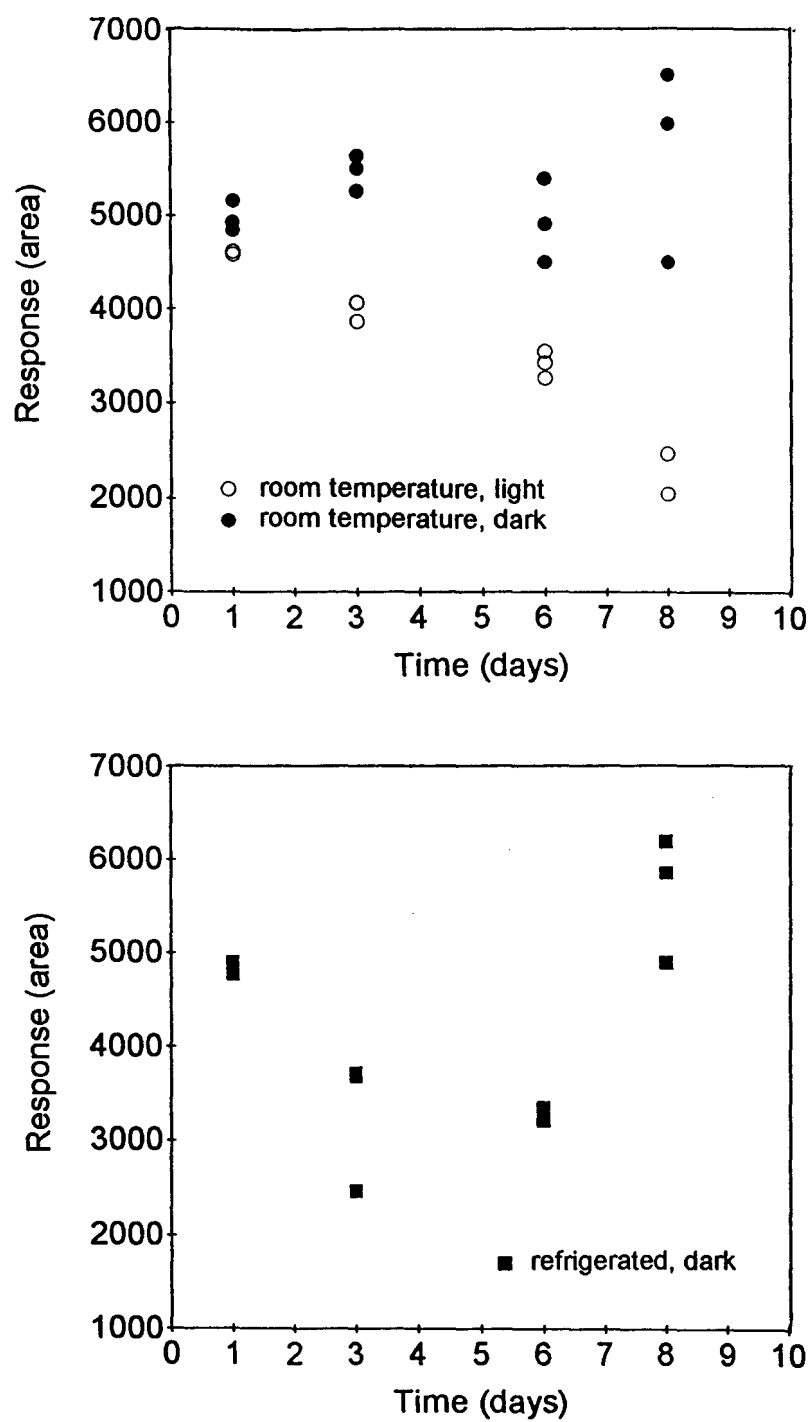 7000
6000
5000
4000
3000
2000
1000
Response (area)
room temperature, light
room temperature, dark
0 1 2 3 4 5 6 7 8 9 10
Time (days)
7000
6000
5000
4000
3000
2000
1000
Response (area)
refrigerated, dark
0 1 2 3 4 5 6 7 8 9 10
Time (days)